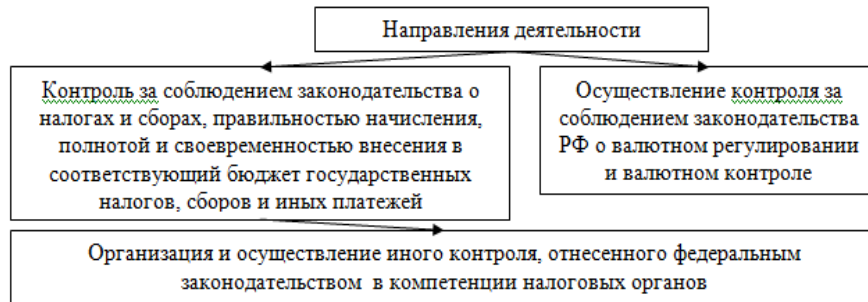 Направления деятельности
Контроль за соблюдением законодательства о
налогах и сборах, правильностью начисления,
полнотой и своевременностью внесения в
соответствующий бюджет государственных
налогов, сборов и иных платежей
Осуществление контроля за
соблюдением законодательства
РФ о валютном регулировании
и валютном контроле
Организация и осуществление иного контроля, отнесенного федеральным
законодательством в компетенции налоговых органов